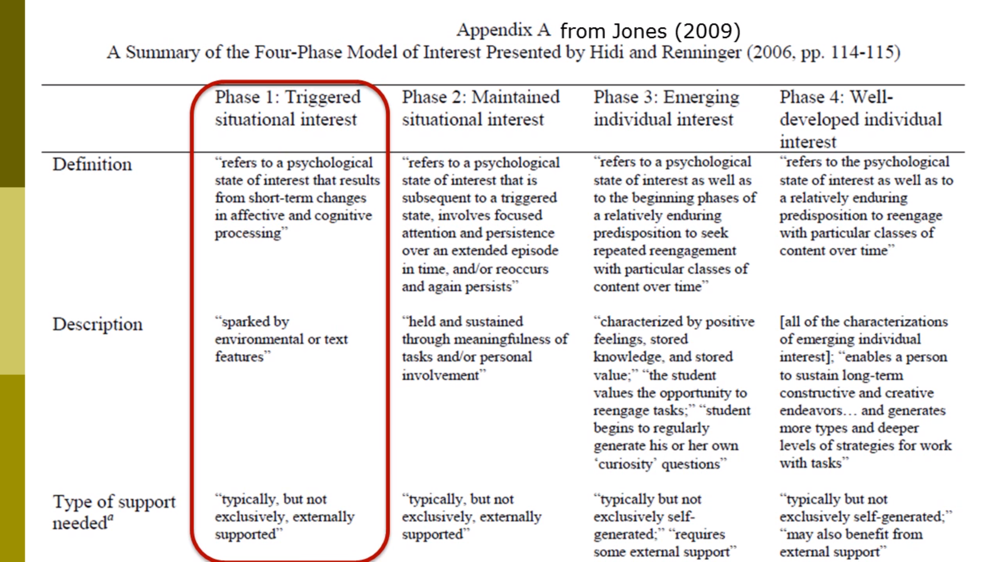 Appendix A from Jones (2009)
A Summary of the Four-Phase Model of Interest Presented by Hidi and Renninger (2006, pp. 114-115)
Phase 1: Triggered
situational interest
Phase 2: Maintained
situational interest
Phase 3: Emerging
individual interest
Phase 4: Well-
developed individual
interest
Definition
“refers to a psychological
state of interest that results
from short-term changes
in affective and cognitive
processing”
“refers to a psychological
state of interest that is
subsequent to a triggered
state, involves focused
attention and persistence
over an extended episode
in time, and/or reoccurs
and again persists”
“refers to a psychological
state of interest as well as
to the beginning phases of
a relatively enduring
predisposition to seek
repeated reengagement
with particular classes of
content over time”
“refers to the psychological
state of interest as well as to
a relatively enduring
predisposition to reengage
with particular classes of
content over time”
Description
“sparked by
environmental or text
features”
“held and sustained
through meaningfulness of
tasks and/or personal
involvement”
“characterized by positive
feelings, stored
knowledge, and stored
value;” “the student
values the opportunity to
reengage tasks;” “student
begins to regularly
generate his or her own
‘curiosity’ questions”
[all of the characterizations
of emerging individual
interest]; “enables a person
to sustain long-term
constructive and creative
endeavors… and generates
more types and deeper
levels of strategies for work
with tasks”
Type of support
neededa
“typically, but not
exclusively, externally
supported”
“typically, but not
exclusively, externally
supported”
“typically but not
exclusively self-
generated;” “requires
some external support”
“typically but not
exclusively self-generated;”
“may also benefit from
external support”